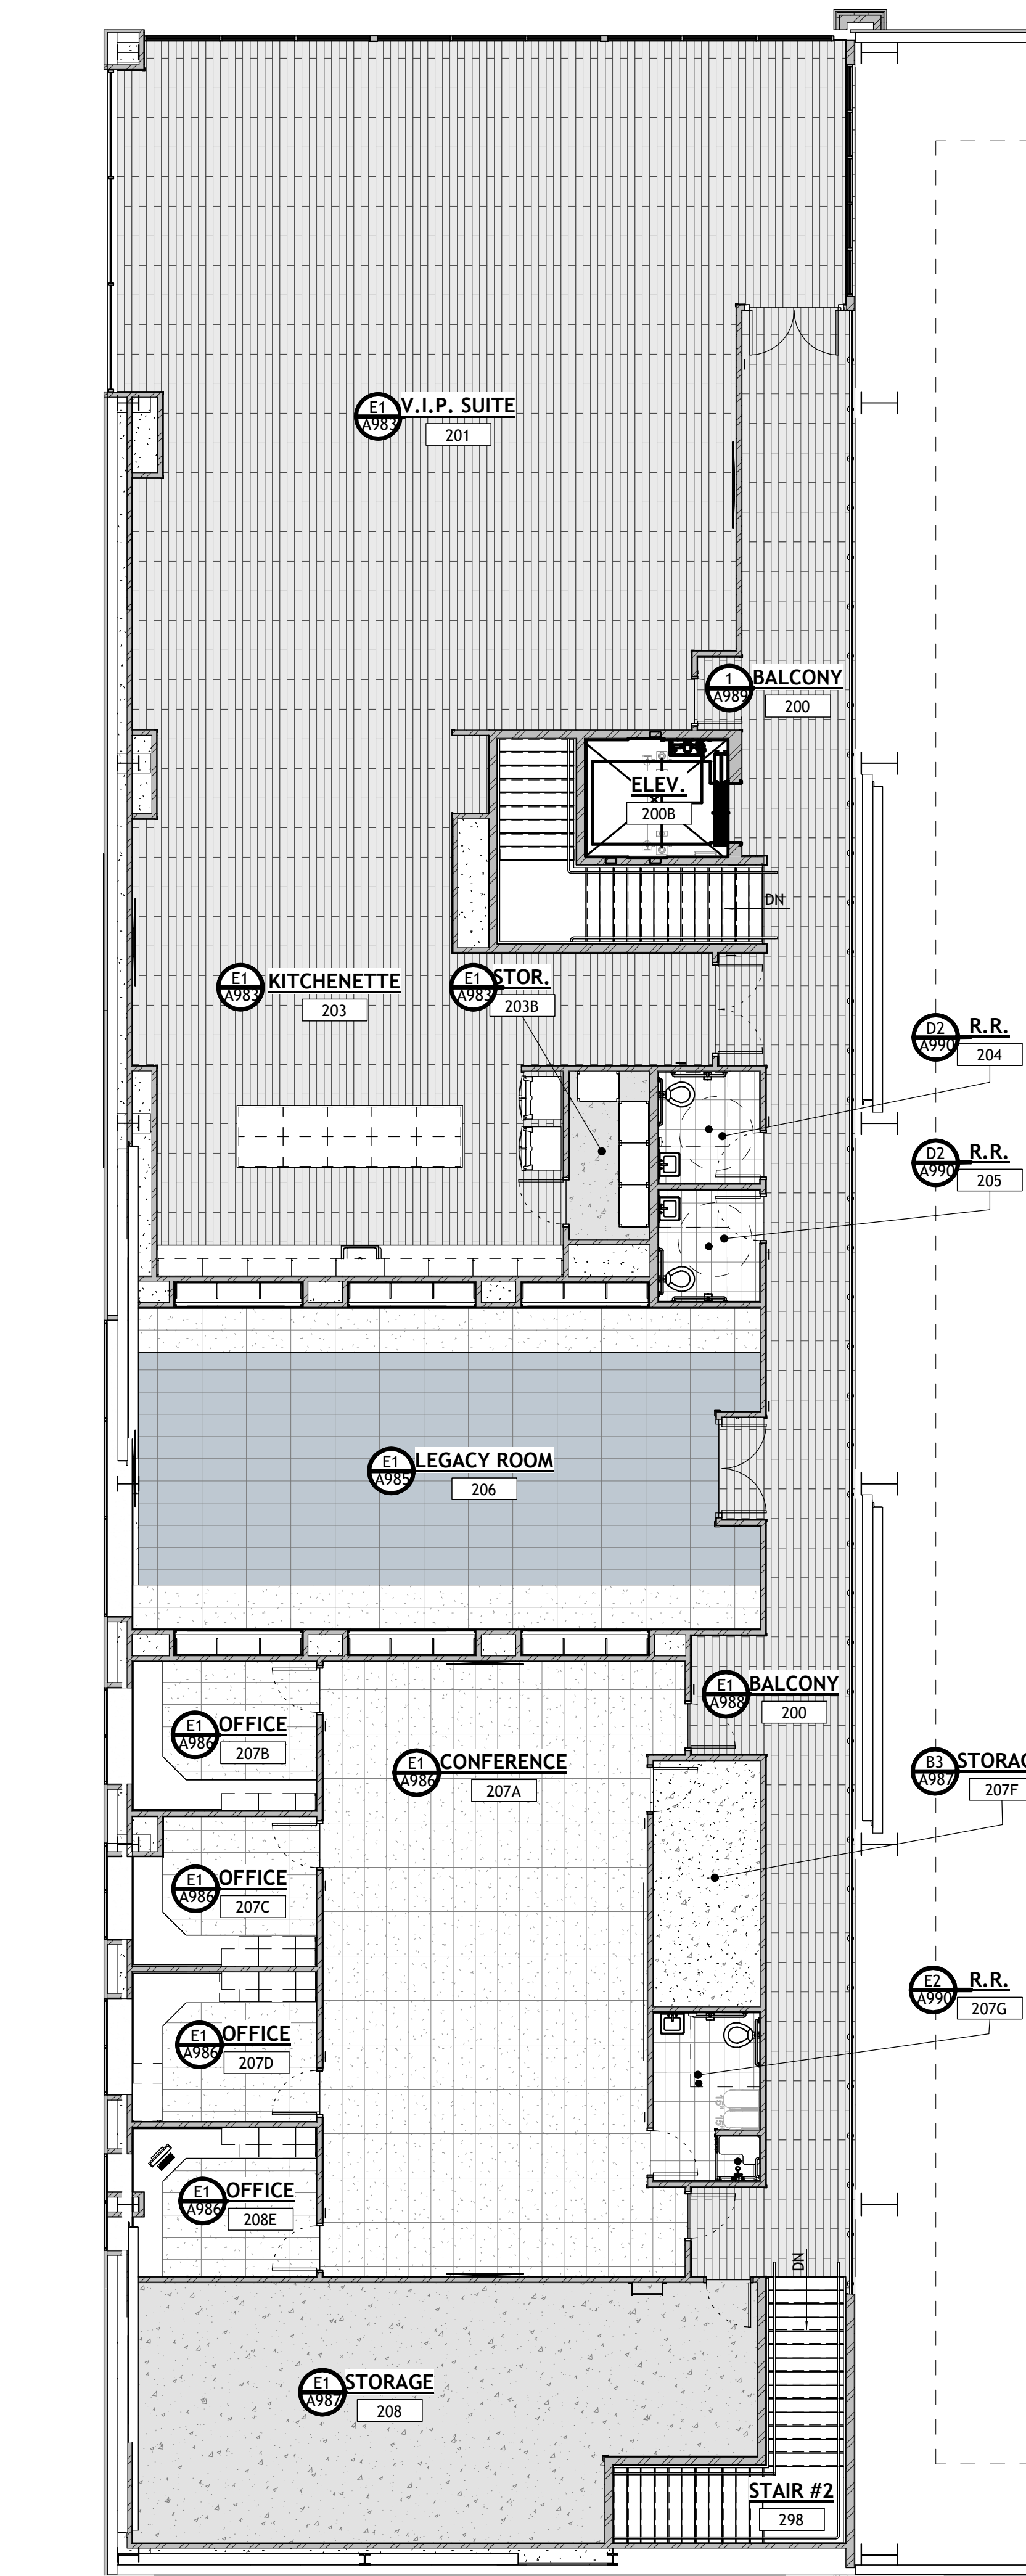 E1
A983
V.I.P. SUITE
201
1
A989
BALCONY
200
ELEV.
200B
DN
E1
A983
KITCHENETTE
203
E1
A983
STOR.
203B
D2
A990
R.R.
204
D2
A990
R.R.
205
E1
A985
LEGACY ROOM
206
E1
A988
BALCONY
200
E1
A986
OFFICE
207B
E1
A986
CONFERENCE
207A
B3
A987
STORAG
207F
E1
A986
OFFICE
207C
E2
A990
R.R.
207G
E1
A986
OFFICE
207D
E1
A986
OFFICE
208E
DN
E1
A987
STORAGE
208
STAIR #2
298